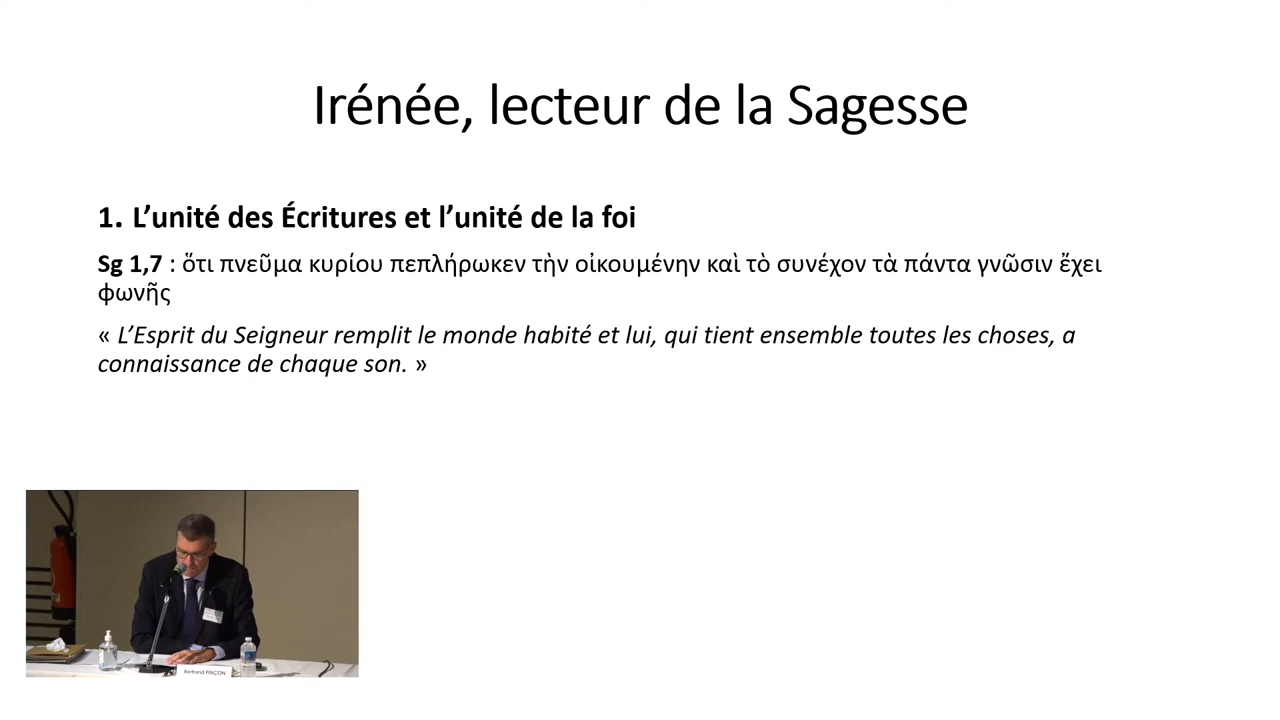 Irénée, lecteur de la Sagesse
1. L’unité des Écritures et l’unité de la foi
Sg 1,7 : ὅτι πνεῦμα κυρίου πεπλήρωκεν τὴν οἰκουμένην καὶ τὸ συνέχον τὰ πάντα γνῶσιν ἔχει
φωνῆς
« L’Esprit du Seigneur remplit le monde habité et lui, qui tient ensemble toutes les choses, a
connaissance de chaque son. »
Bertrand PINÇON